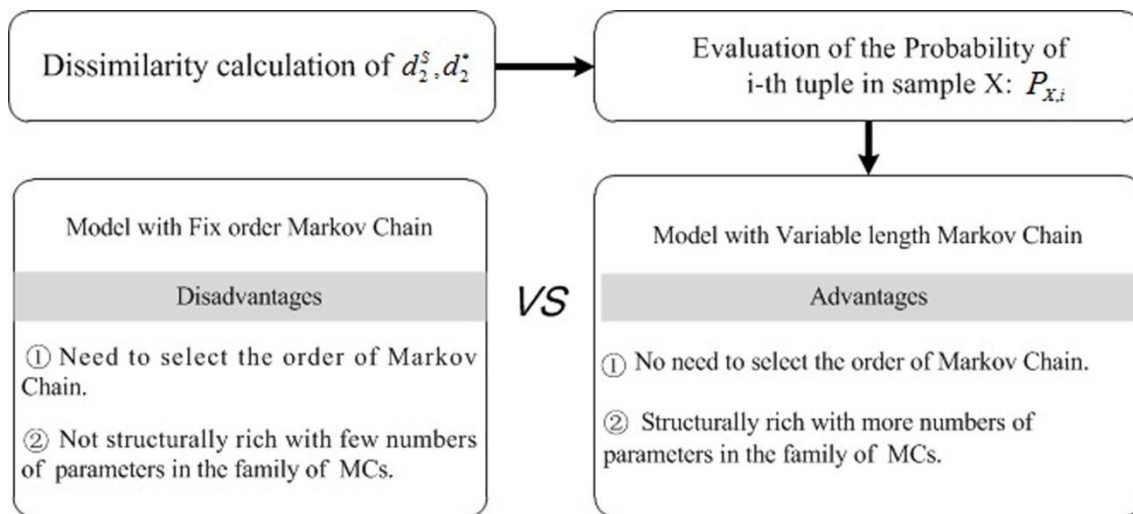 Dissimilarity calculation of d₂ˢ, d₂*
Evaluation of the Probability of
i-th tuple in sample X: P_{X,i}
Model with Fix order Markov Chain
Disadvantages
① Need to select the order of Markov
Chain.
② Not structurally rich with few numbers
of parameters in the family of MCs.
VS
Model with Variable length Markov Chain
Advantages
① No need to select the order of Markov Chain.
② Structurally rich with more numbers of
parameters in the family of MCs.